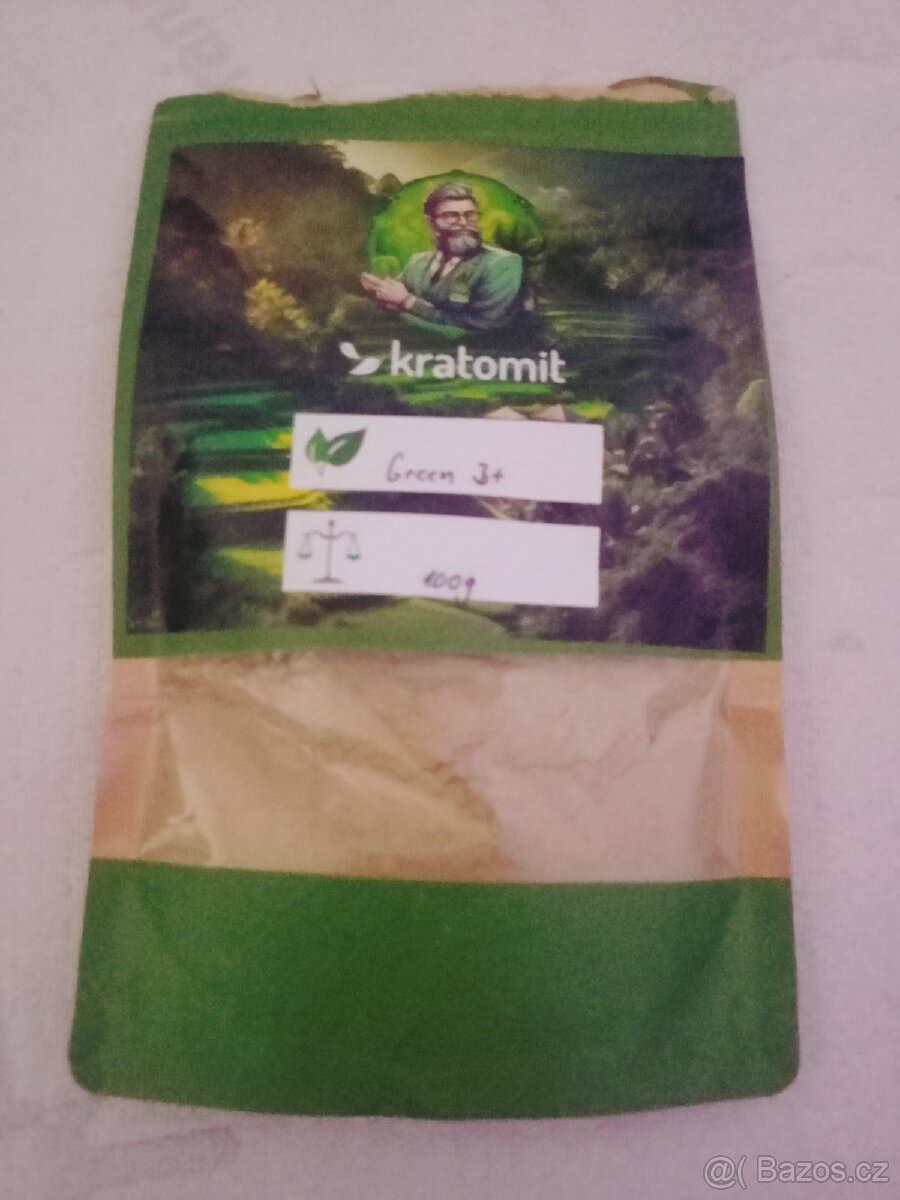 kratomit
Green 3+
100g
@( Bazos.cz